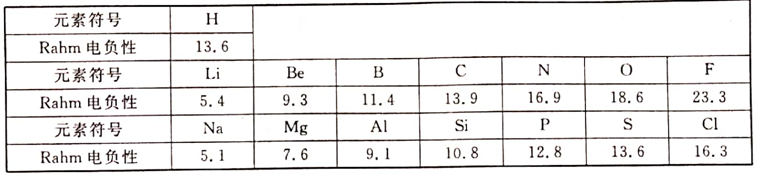 元素符号 H
Rahm 电负性 13.6
元素符号 Li Be B C N O F
Rahm 电负性 5.4 9.3 11.4 13.9 16.9 18.6 23.3
元素符号 Na Mg Al Si P S Cl
Rahm 电负性 5.1 7.6 9.1 10.8 12.8 13.6 16.3